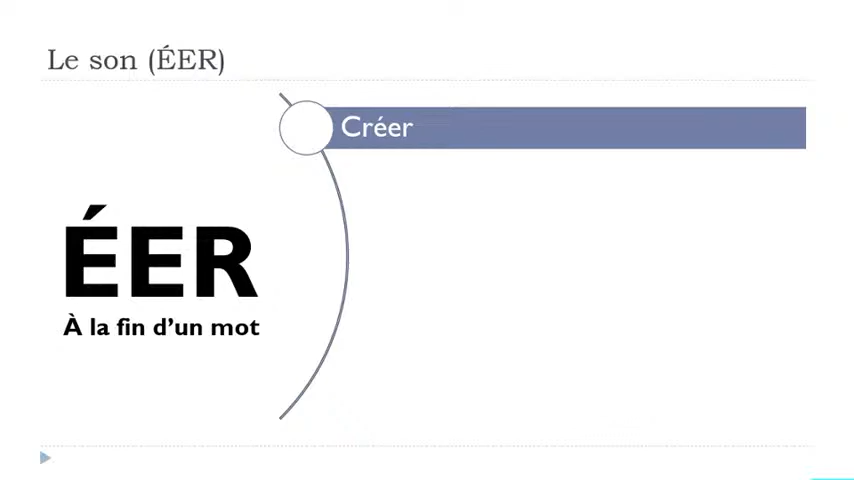 Le son (ÉER)
Créer
ÉER
À la fin d’un mot